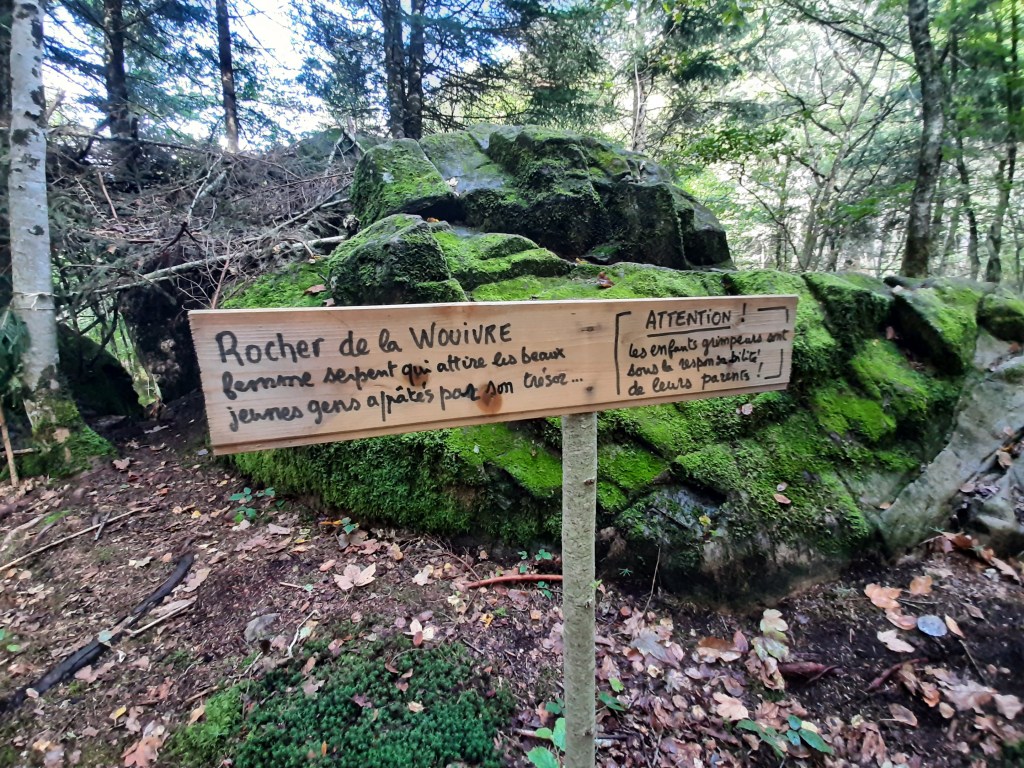 Rocher de la WOUIVRE
femme serpent qui attire les beaux
jeunes gens appâtés par son trésor...
ATTENTION !
les enfants grimpeurs sont
sous la responsabilité
de leurs parents !